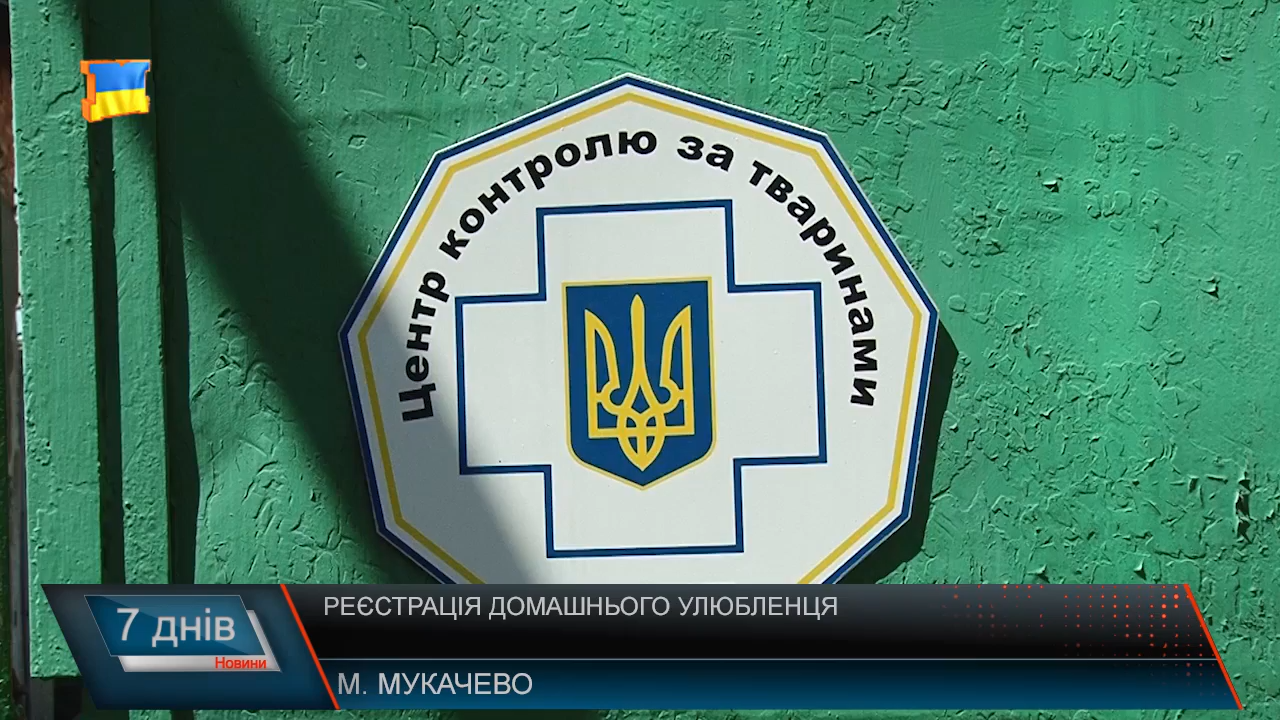 Центр контролю за тваринами
РЕЄСТРАЦІЯ ДОМАШНЬОГО УЛЮБЛЕНЦЯ
7 днів
Новини
М. МУКАЧЕВО